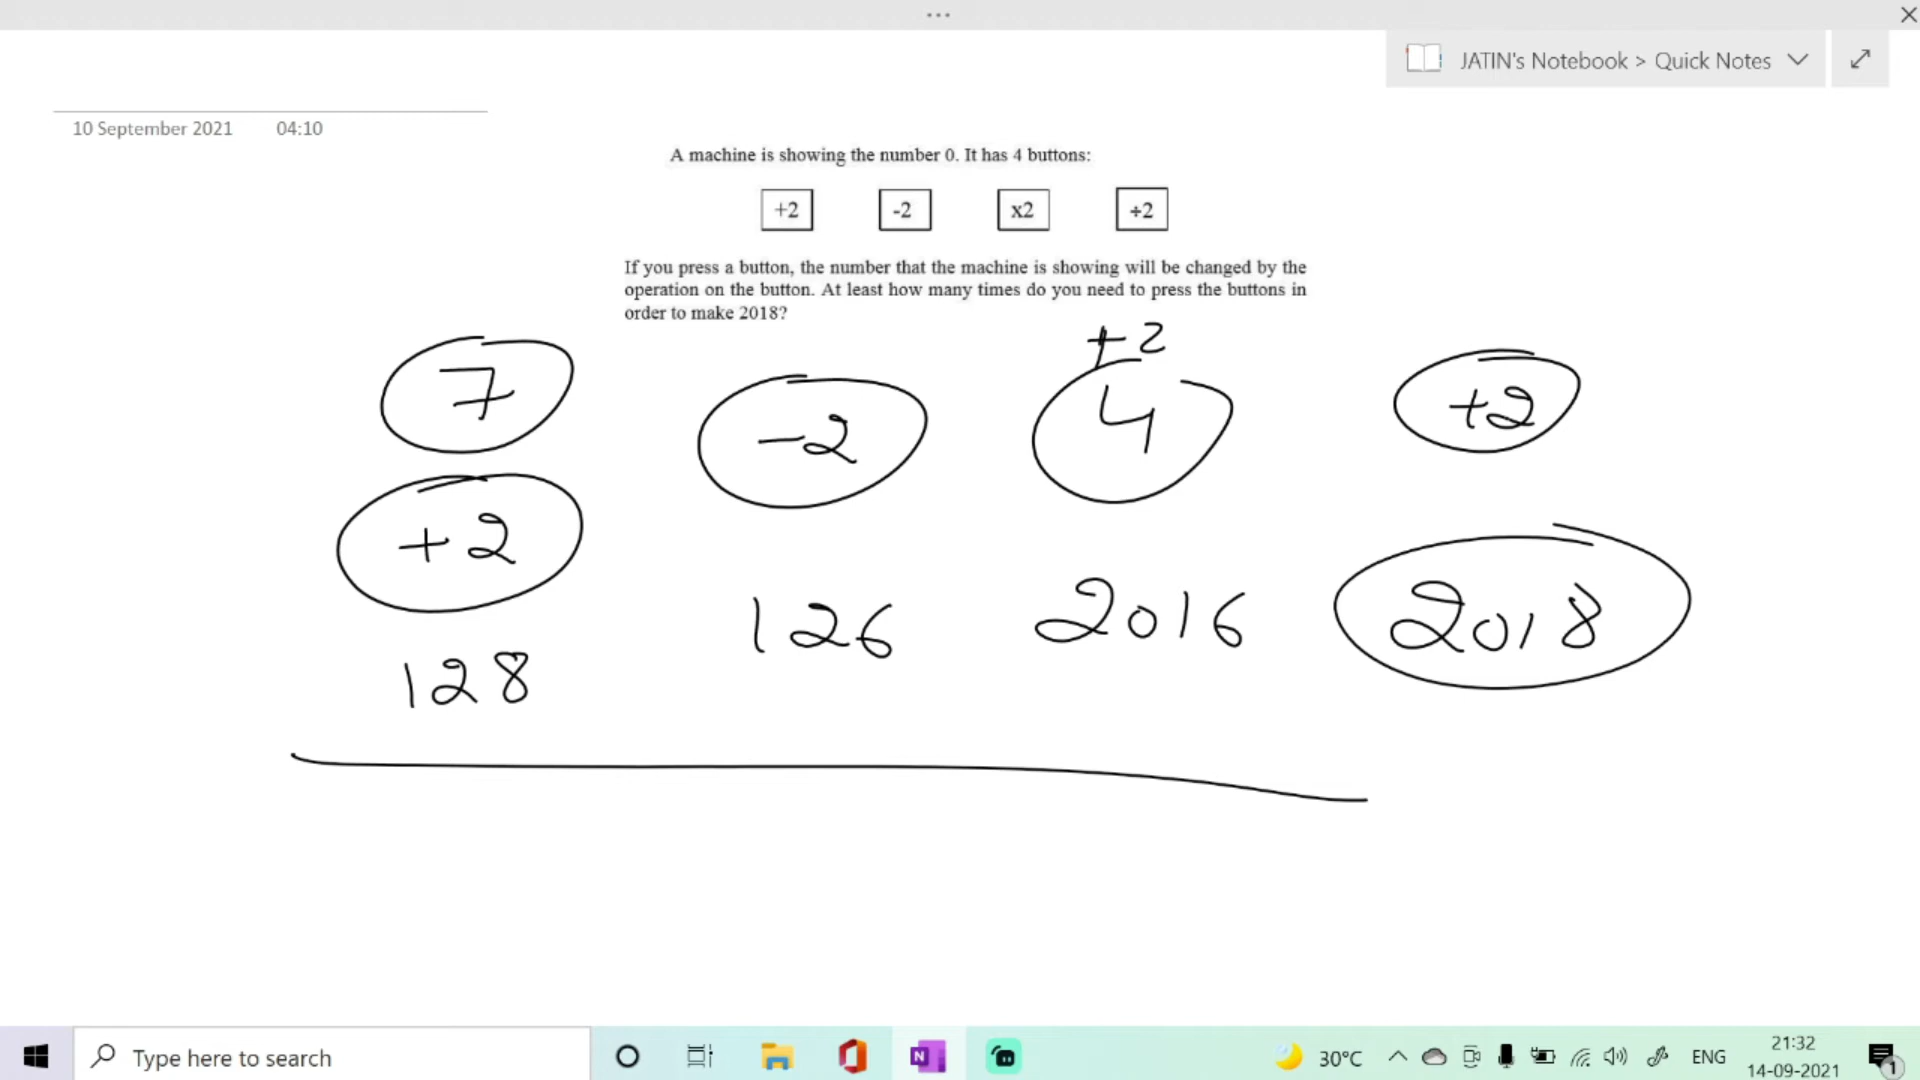 JATIN's Notebook > Quick Notes
10 September 2021 04:10
A machine is showing the number 0. It has 4 buttons:
+2 -2 x2 ÷2
If you press a button, the number that the machine is showing will be changed by the
operation on the button. At least how many times do you need to press the buttons in
order to make 2018?
+2
7 -2 4 +2
+2
128 126 2016 2018
Type here to search
30°C ENG 21:32
14-09-2021
1